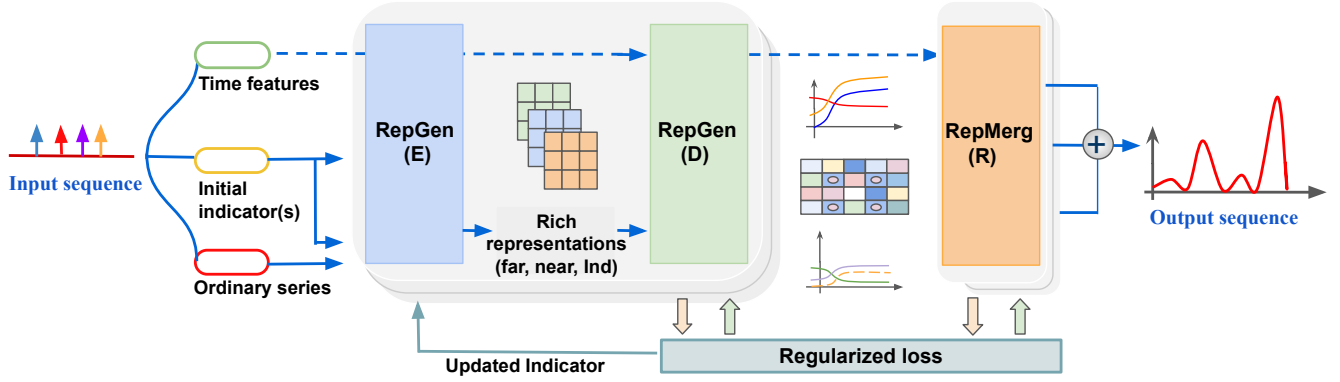 Input sequence
Time features
Initial
indicator(s)
Ordinary series
RepGen
(E)
Rich
representations
(far, near, Ind)
RepGen
(D)
RepMerg
(R)
+
Output sequence
Updated Indicator
Regularized loss